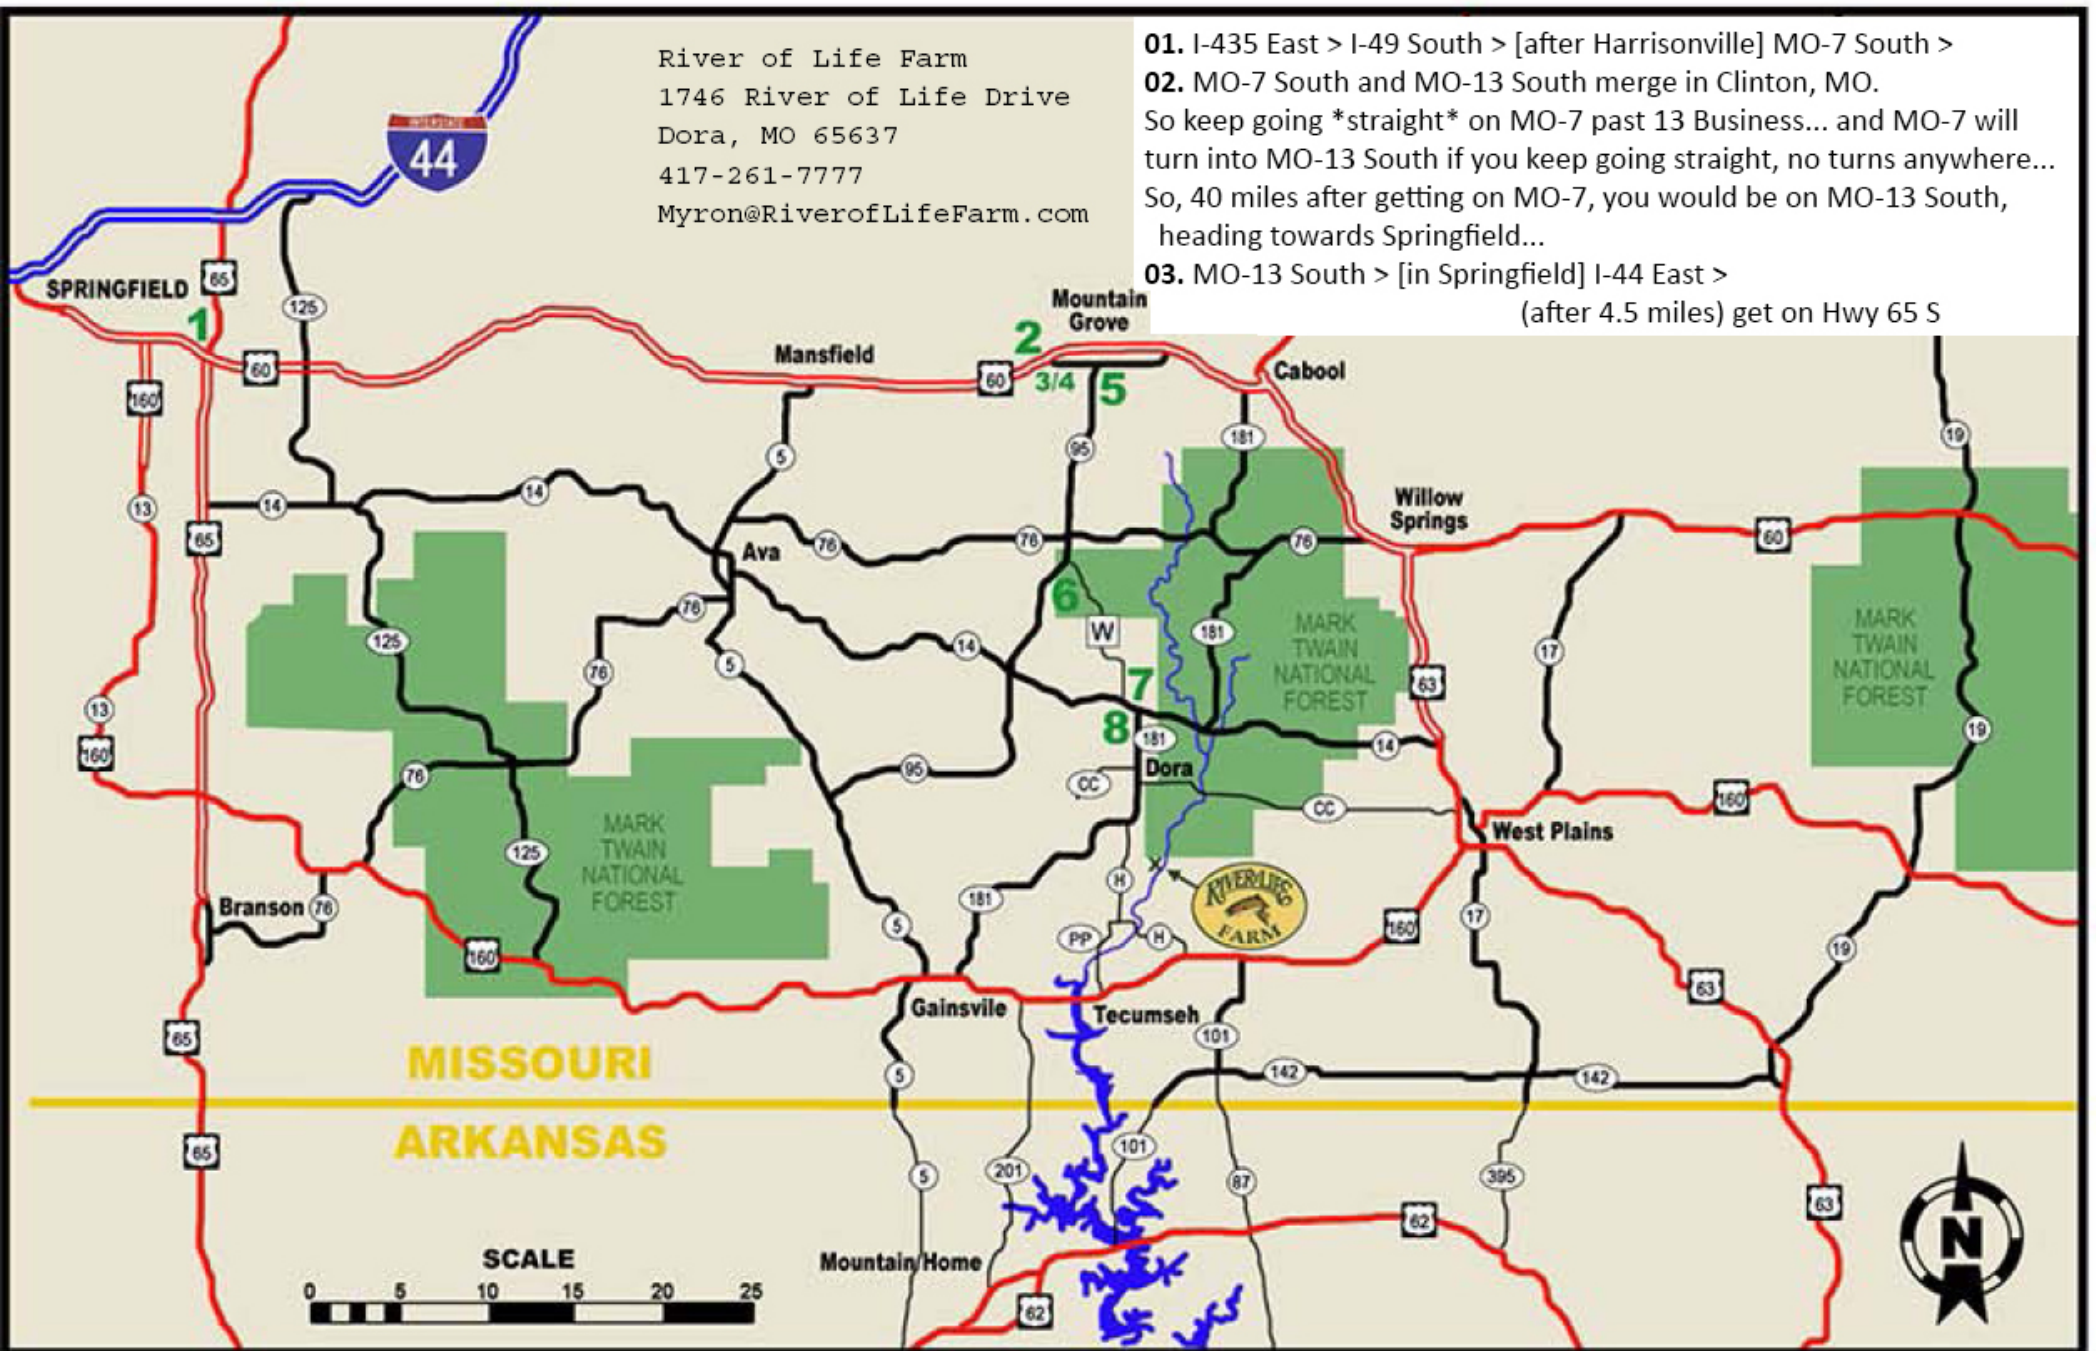 River of Life Farm
1746 River of Life Drive
Dora, MO 65637
417-261-7777
Myron@RiverofLifeFarm.com
01. I-435 East > I-49 South > [after Harrisonville] MO-7 South >
02. MO-7 South and MO-13 South merge in Clinton, MO.
So keep going *straight* on MO-7 past 13 Business... and MO-7 will
turn into MO-13 South if you keep going straight, no turns anywhere...
So, 40 miles after getting on MO-7, you would be on MO-13 South,
heading towards Springfield...
03. MO-13 South > [in Springfield] I-44 East >
(after 4.5 miles) get on Hwy 65 S
44
SPRINGFIELD
65
125
1
60
160
Mansfield
2
Mountain
Grove
60
3/4
5
Cabool
13
14
65
14
5
95
181
19
Willow
Springs
60
Ava
76
76
76
6
W
181
MARK
TWAIN
NATIONAL
FOREST
17
MARK
TWAIN
NATIONAL
FOREST
125
76
76
5
14
63
13
160
7
8
181
14
19
76
95
CC
Dora
CC
160
West Plains
125
MARK
TWAIN
NATIONAL
FOREST
Branson
76
181
H
RIVER of LIFE
FARM
5
160
PP
H
160
17
19
63
Gainsvile
Tecumseh
65
101
5
142
142
MISSOURI
ARKANSAS
65
5
201
101
87
395
63
62
Mountain Home
62
SCALE
0 5 10 15 20 25
N